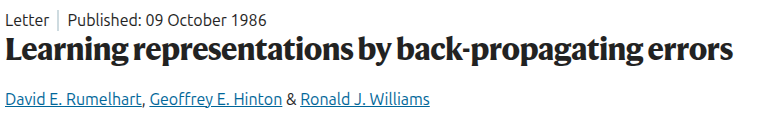 Letter | Published: 09 October 1986
Learning representations by back-propagating errors
David E. Rumelhart, Geoffrey E. Hinton & Ronald J. Williams